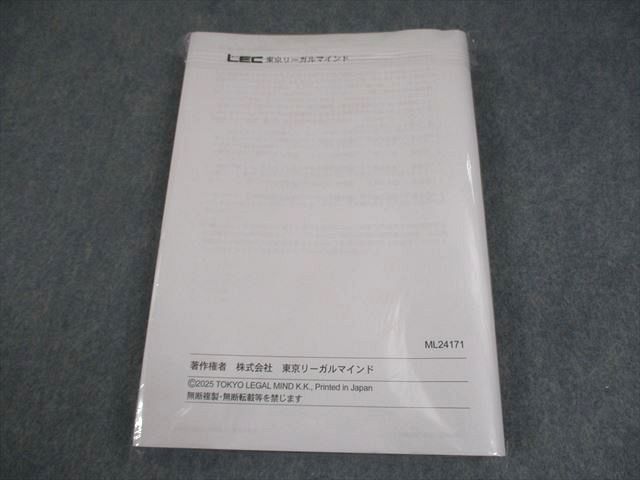 LEC 東京リーガルマインド
ML24171
著作権者 株式会社 東京リーガルマインド
©2025 TOKYO LEGAL MIND K.K., Printed in Japan
無断複製・無断転載等を禁じます